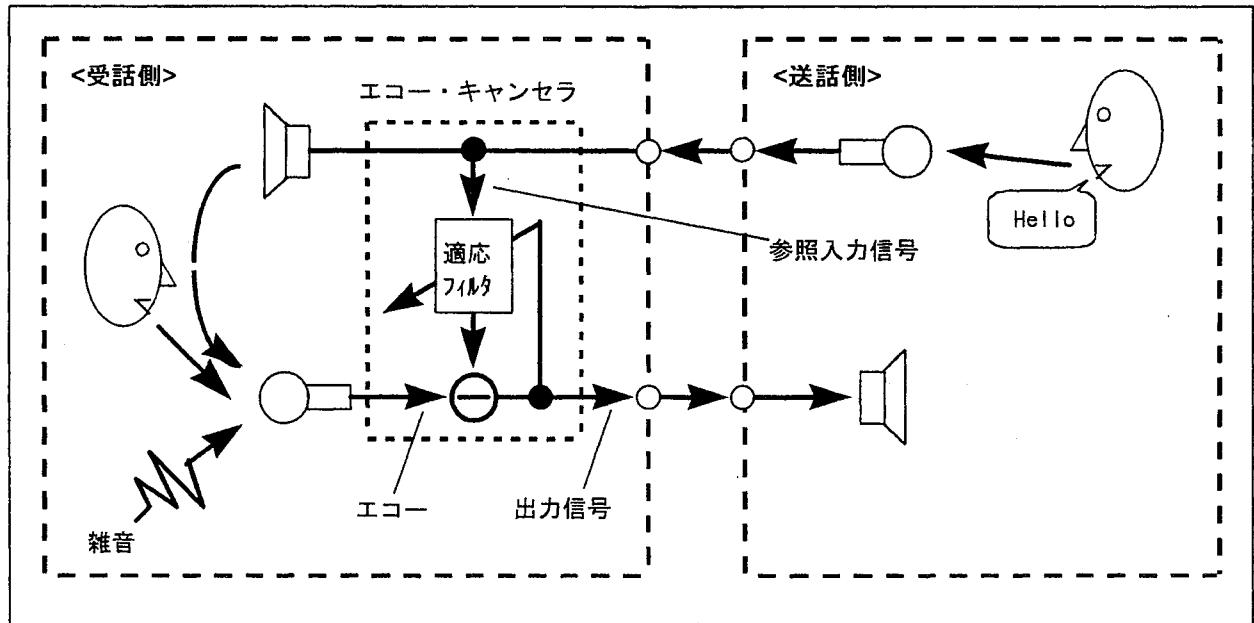 <受話側>
<送話側>
エコー・キャンセラ
Hello
参照入力信号
適応
フィルタ
エコー
出力信号
雑音